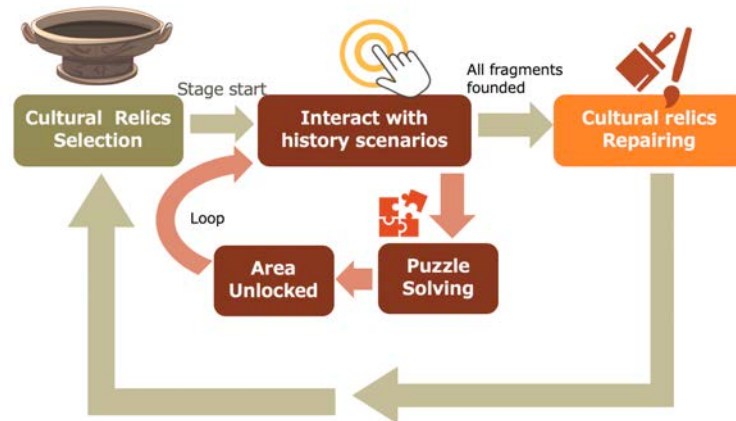 Stage start
All fragments
founded
Cultural Relics
Selection
Interact with
history scenarios
Cultural relics
Repairing
Loop
Area
Unlocked
Puzzle
Solving